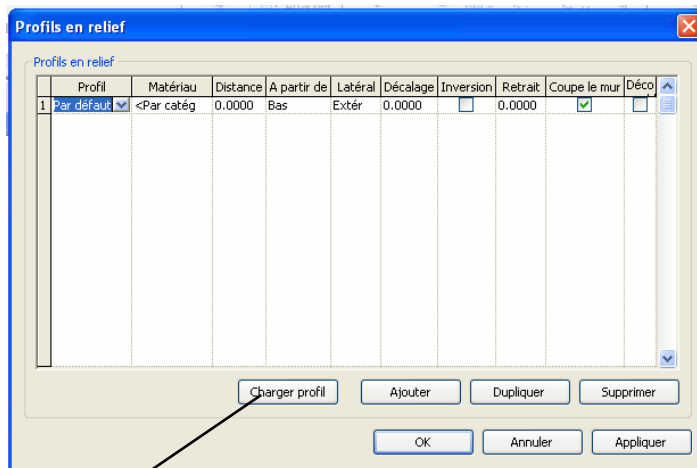 Profils en relief
Profils en relief
Profil Matériau Distance A partir de Latéral Décalage Inversion Retrait Coupe le mur Déco
1 Par défaut <Par catég 0.0000 Bas Extér 0.0000 0.0000
Charger profil Ajouter Dupliquer Supprimer
OK Annuler Appliquer